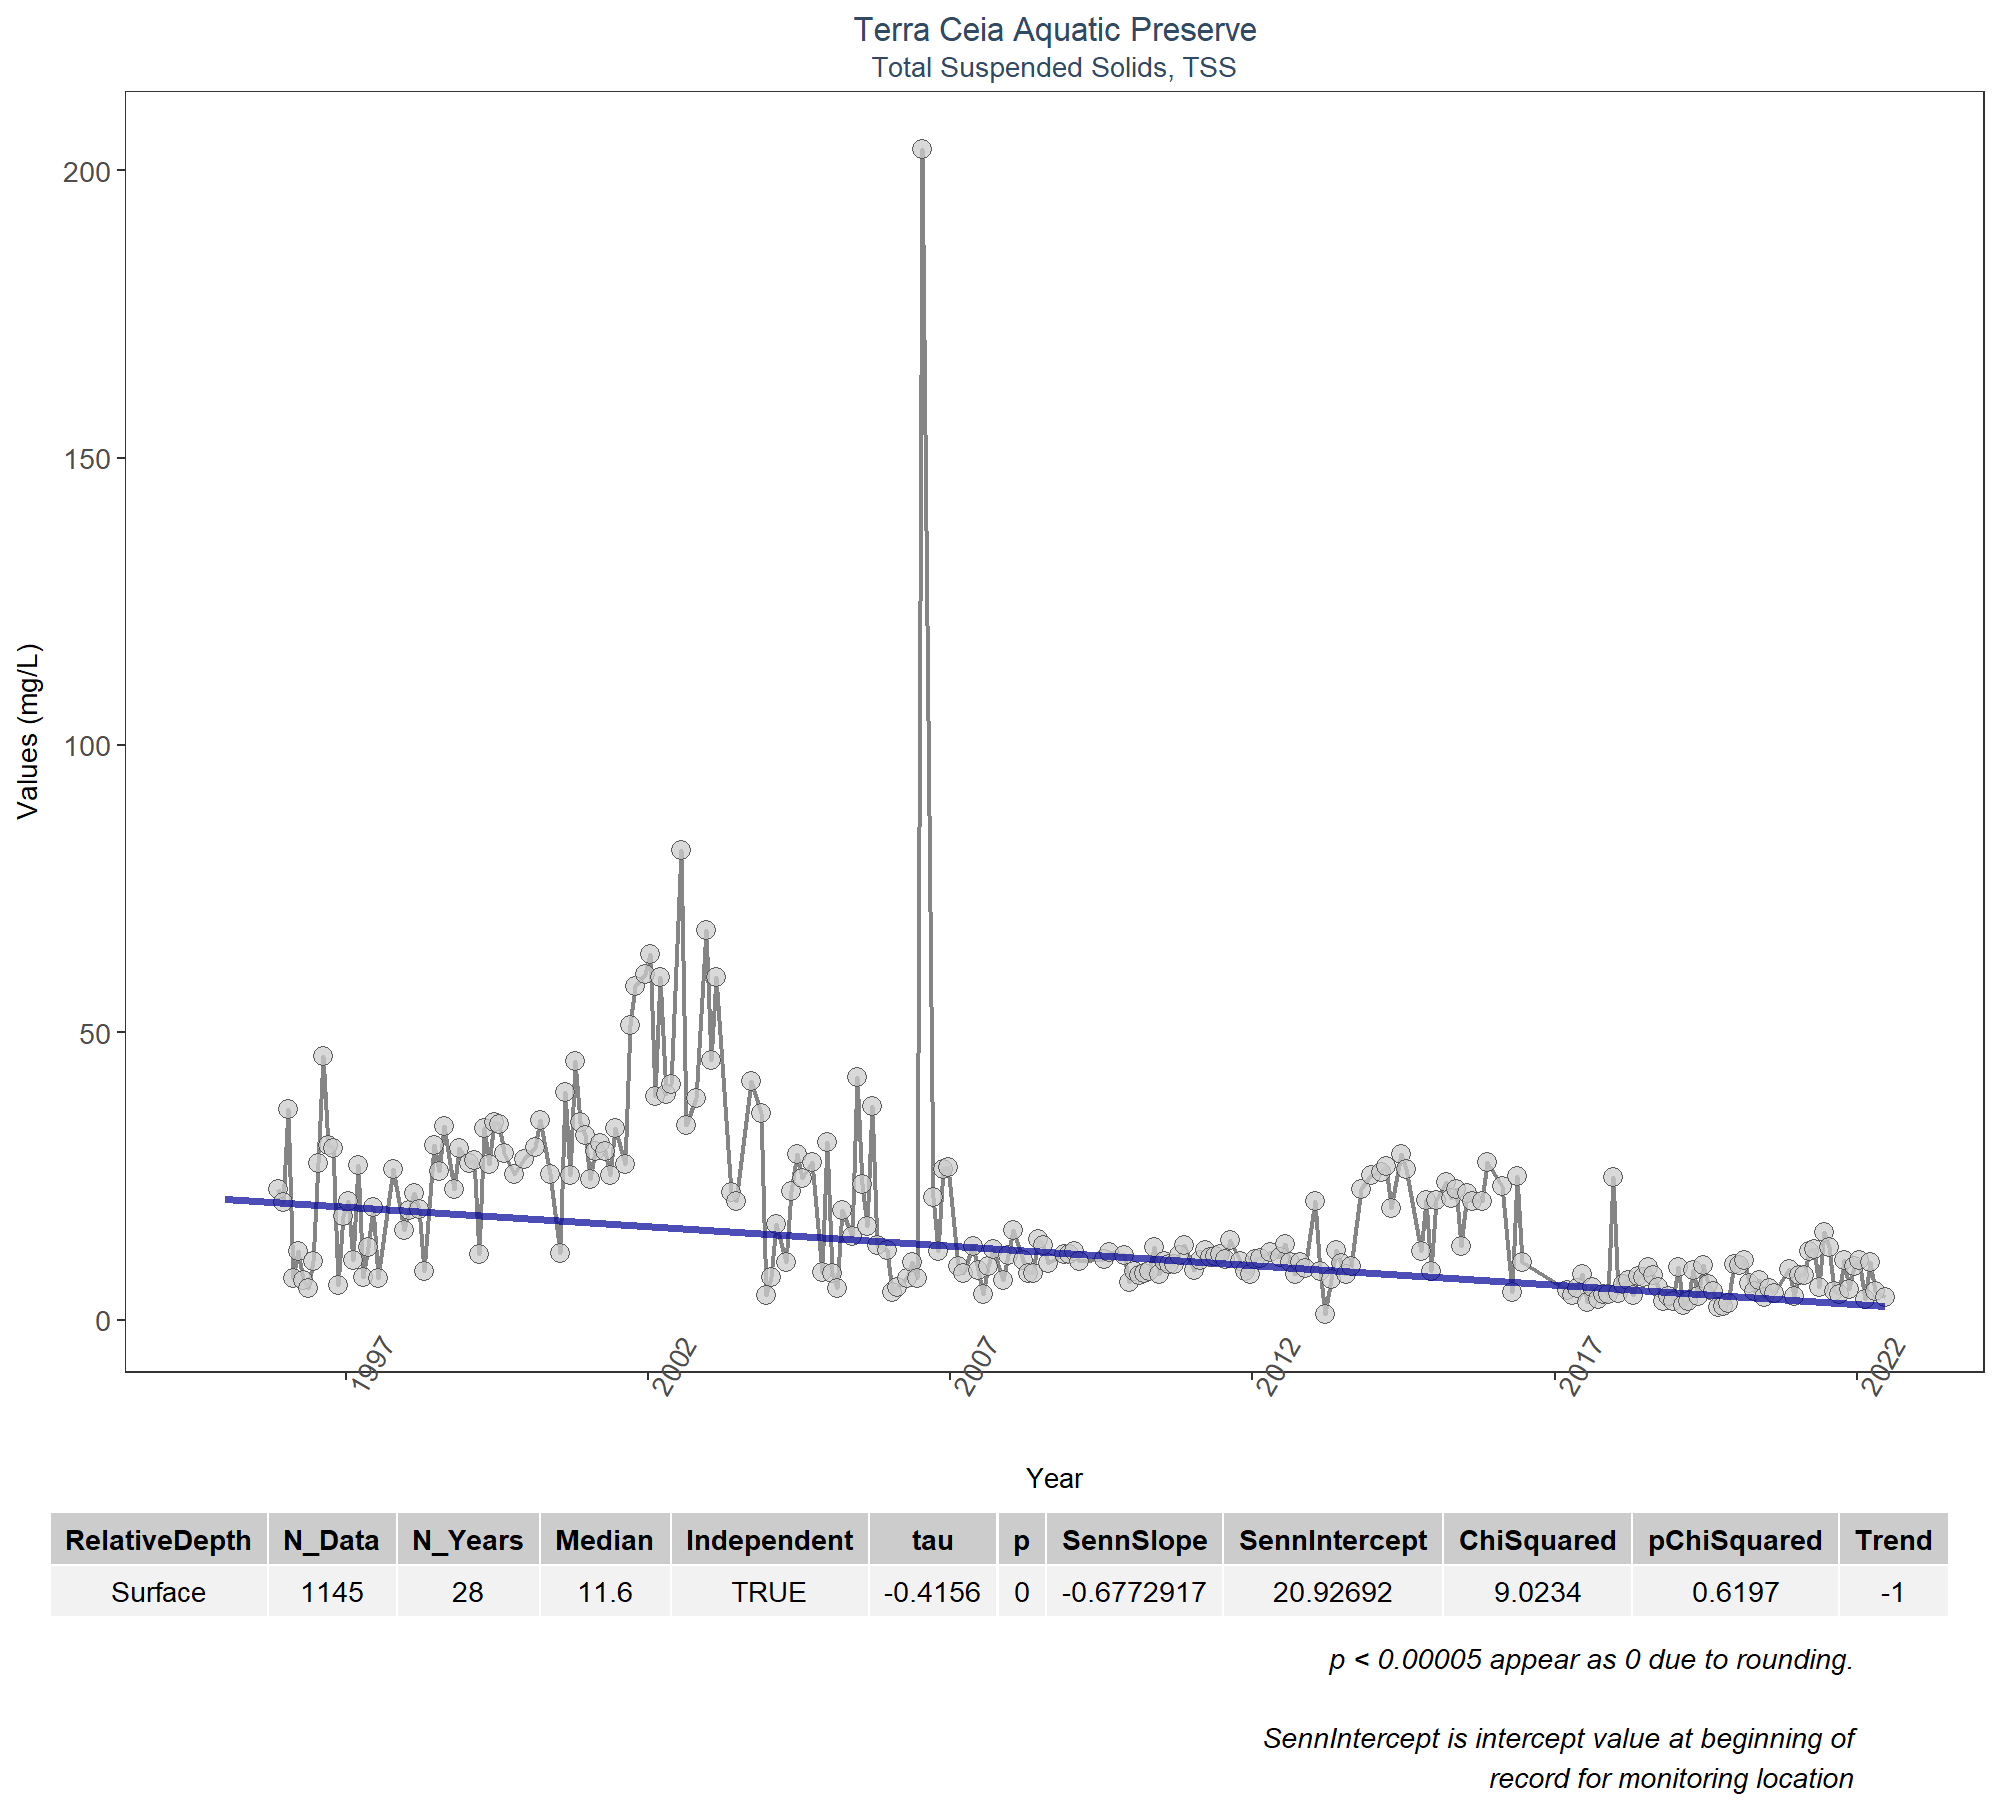 Terra Ceia Aquatic Preserve
Total Suspended Solids, TSS
200
150
100
50
0
Values (mg/L)
1997
2002
2007
2012
2017
2022
Year
RelativeDepth N_Data N_Years Median Independent tau p SennSlope SennIntercept ChiSquared pChiSquared Trend
Surface 1145 28 11.6 TRUE -0.4156 0 -0.6772917 20.92692 9.0234 0.6197 -1
p < 0.00005 appear as 0 due to rounding.
SennIntercept is intercept value at beginning of
record for monitoring location